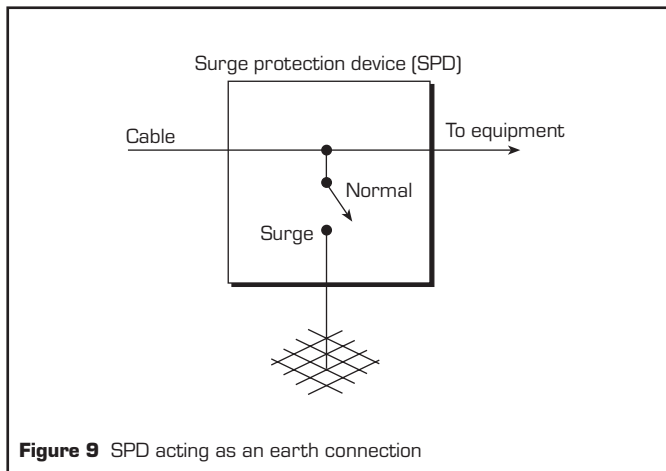 Surge protection device (SPD)
Cable
To equipment
Normal
Surge
Figure 9 SPD acting as an earth connection